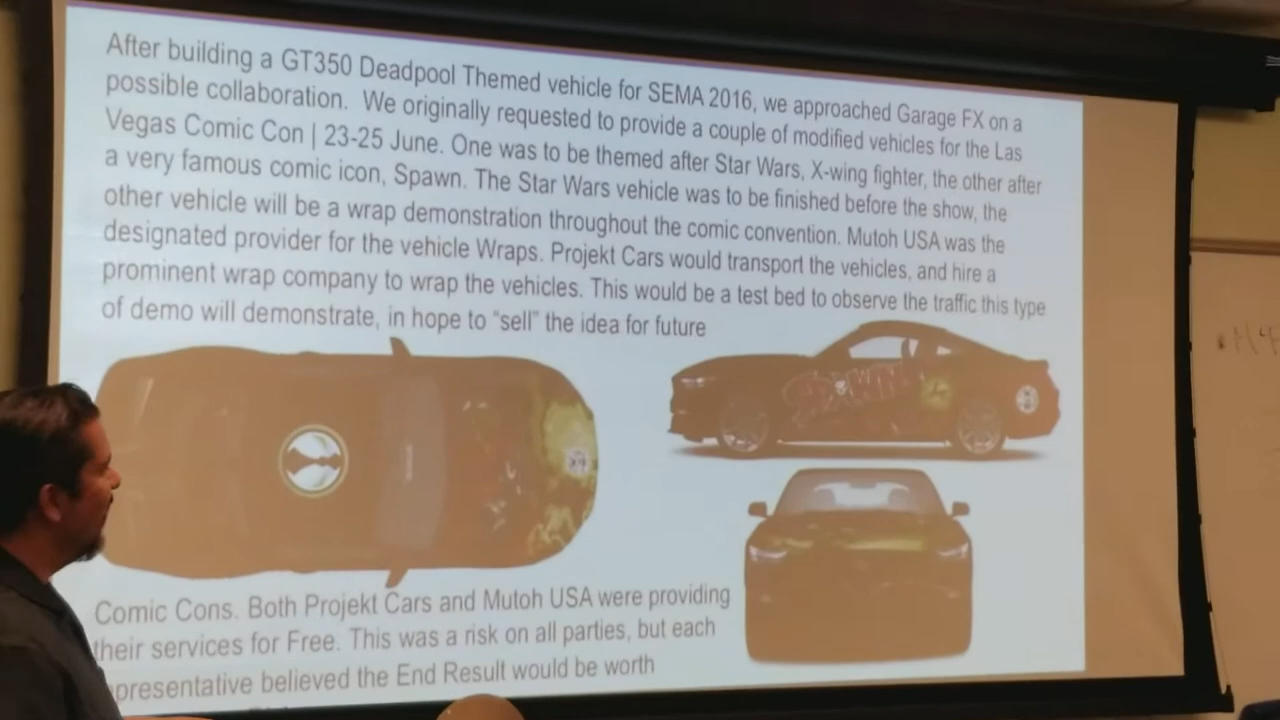 After building a GT350 Deadpool Themed vehicle for SEMA 2016, we approached Garage FX on a
possible collaboration. We originally requested to provide a couple of modified vehicles for the Las
Vegas Comic Con | 23-25 June. One was to be themed after Star Wars, X-wing fighter, the other after
a very famous comic icon, Spawn. The Star Wars vehicle was to be finished before the show, the
other vehicle will be a wrap demonstration throughout the comic convention. Mutoh USA was the
designated provider for the vehicle Wraps. Projekt Cars would transport the vehicles, and hire a
prominent wrap company to wrap the vehicles. This would be a test bed to observe the traffic this type
of demo will demonstrate, in hope to “sell” the idea for future
Comic Cons. Both Projekt Cars and Mutoh USA were providing
their services for Free. This was a risk on all parties, but each
presentative believed the End Result would be worth